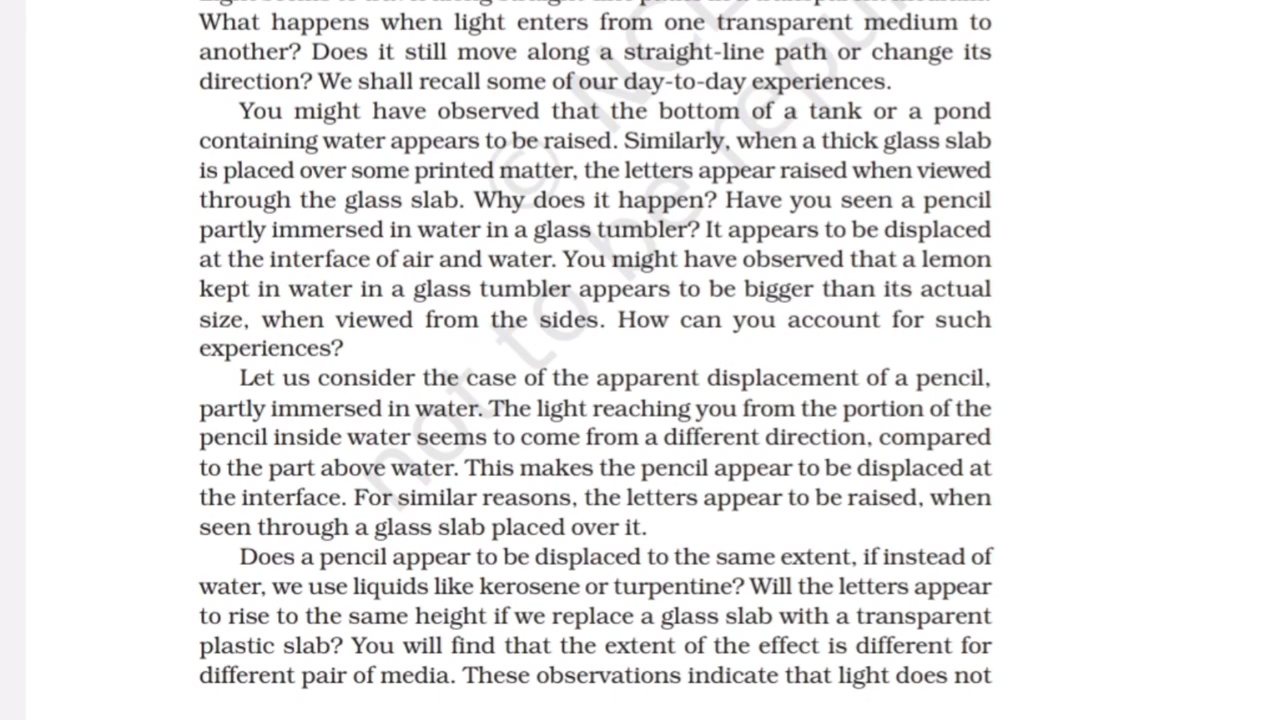 What happens when light enters from one transparent medium to
another? Does it still move along a straight-line path or change its
direction? We shall recall some of our day-to-day experiences.
You might have observed that the bottom of a tank or a pond
containing water appears to be raised. Similarly, when a thick glass slab
is placed over some printed matter, the letters appear raised when viewed
through the glass slab. Why does it happen? Have you seen a pencil
partly immersed in water in a glass tumbler? It appears to be displaced
at the interface of air and water. You might have observed that a lemon
kept in water in a glass tumbler appears to be bigger than its actual
size, when viewed from the sides. How can you account for such
experiences?
Let us consider the case of the apparent displacement of a pencil,
partly immersed in water. The light reaching you from the portion of the
pencil inside water seems to come from a different direction, compared
to the part above water. This makes the pencil appear to be displaced at
the interface. For similar reasons, the letters appear to be raised, when
seen through a glass slab placed over it.
Does a pencil appear to be displaced to the same extent, if instead of
water, we use liquids like kerosene or turpentine? Will the letters appear
to rise to the same height if we replace a glass slab with a transparent
plastic slab? You will find that the extent of the effect is different for
different pair of media. These observations indicate that light does not
not to be